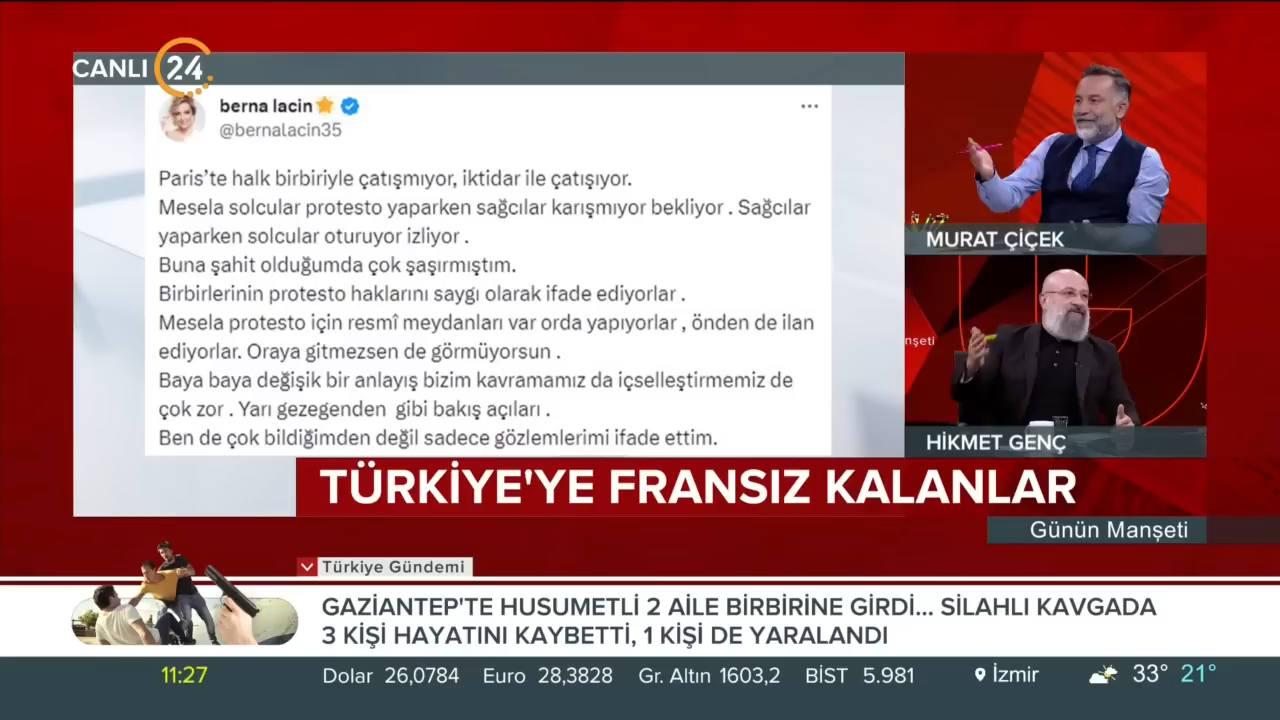 CANLI 24
berna lacin
@bernalacin35
Paris'te halk birbiriyle çatışmıyor, iktidar ile çatışıyor.
Mesela solcular protesto yaparken sağcılar karışmıyor bekliyor . Sağcılar
yaparken solcular oturuyor izliyor .
Buna şahit olduğumda çok şaşırmıştım.
Birbirlerinin protesto haklarını saygı olarak ifade ediyorlar .
Mesela protesto için resmî meydanları var orda yapıyorlar , önden de ilan
ediyorlar. Oraya gitmezsen de görmüyorsun .
Baya baya değişik bir anlayış bizim kavramamız da içselleştirmemiz de
çok zor . Yarı gezegenden gibi bakış açıları .
Ben de çok bildiğimden değil sadece gözlemlerimi ifade ettim.
MURAT ÇİÇEK
nşeti
HİKMET GENÇ
TÜRKİYE'YE FRANSIZ KALANLAR
Günün Manşeti
Türkiye Gündemi
GAZİANTEP'TE HUSUMETLİ 2 AİLE BİRBİRİNE GİRDİ... SİLAHLI KAVGADA
3 KİŞİ HAYATINI KAYBETTİ, 1 KİŞİ DE YARALANDI
11:27 Dolar 26,0784 Euro 28,3828 Gr. Altın 1603,2 BİST 5.981 İzmir 33° 21°